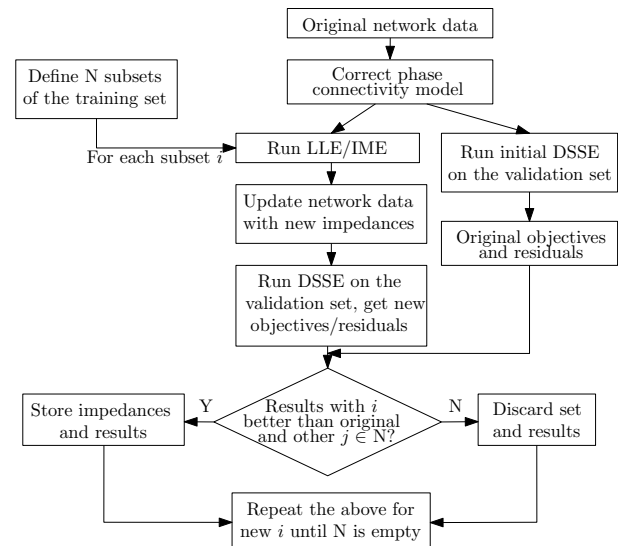 Original network data
Define N subsets
of the training set
Correct phase
connectivity model
For each subset i
Run LLE/IME
Run initial DSSE
on the validation set
Update network data
with new impedances
Original objectives
and residuals
Run DSSE on the
validation set, get new
objectives/residuals
Y
Results with i
better than original
and other j ∈ N?
N
Store impedances
and results
Discard set
and results
Repeat the above for
new i until N is empty